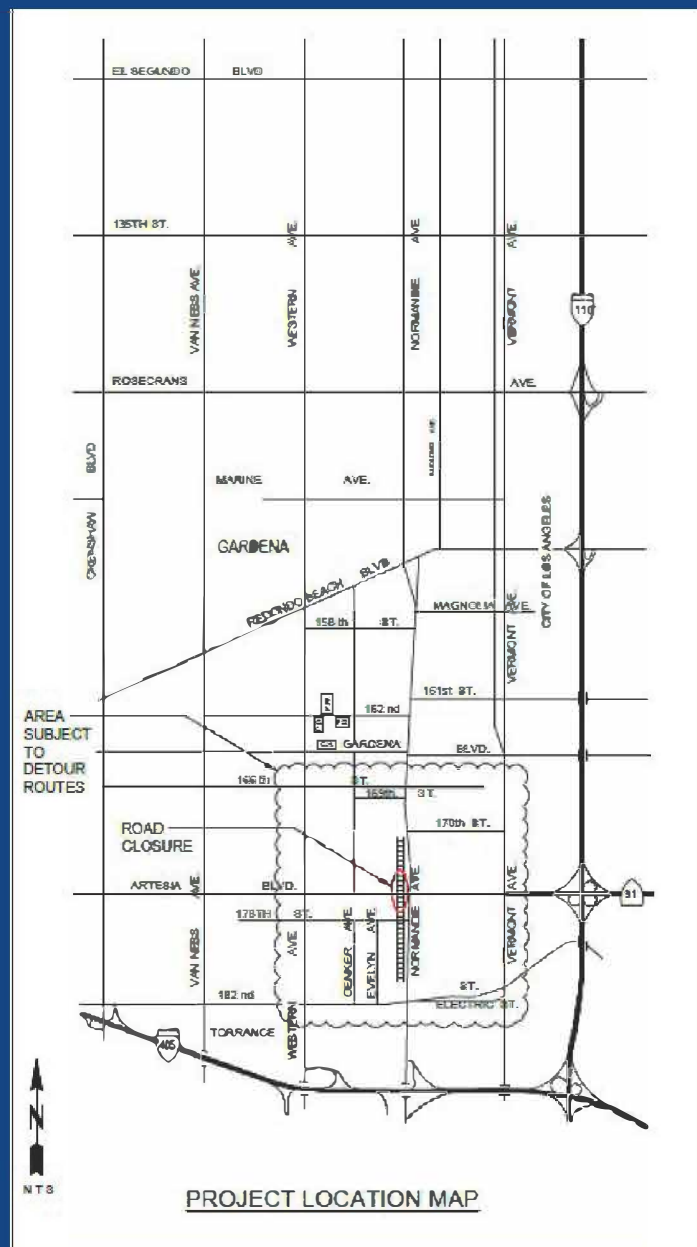 EL SEGUNDO BLVD
135TH ST.
VAN NESS AVE.
WESTERN AVE.
NORMANDIE AVE
VERMONT AVE.
110
ROSECRANS AVE.
CRENSHAW BLVD
MARINE AVE.
GARDENA
CITY OF LOS ANGELES
REDONDO BEACH BLVD
MAGNOLIA AVE.
158 th ST.
VERMONT AVE.
161st ST.
162 nd
AREA
SUBJECT
TO
DETOUR
ROUTES
GARDENA BLVD.
166 th ST.
169th ST.
170th ST.
ROAD
CLOSURE
ARTESIA BLVD.
91
178TH ST.
VAN NESS AVE
WESTERN AVE
DENKER AVE
EVELYN AVE
NORMANDIE AVE
VERMONT AVE
182 nd ST.
ELECTRIC ST.
TORRANCE
405
N
NTS
PROJECT LOCATION MAP